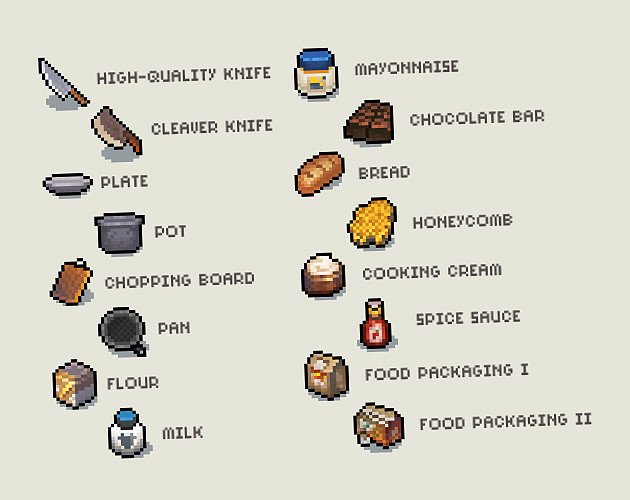 HIGH-QUALITY KNIFE
CLEAVER KNIFE
PLATE
POT
CHOPPING BOARD
PAN
FLOUR
MILK
MAYONNAISE
CHOCOLATE BAR
BREAD
HONEYCOMB
COOKING CREAM
SPICE SAUCE
FOOD PACKAGING I
FOOD PACKAGING II